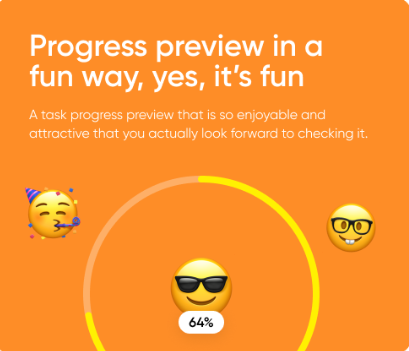 Progress preview in a
fun way, yes, it’s fun
A task progress preview that is so enjoyable and
attractive that you actually look forward to checking it.
64%